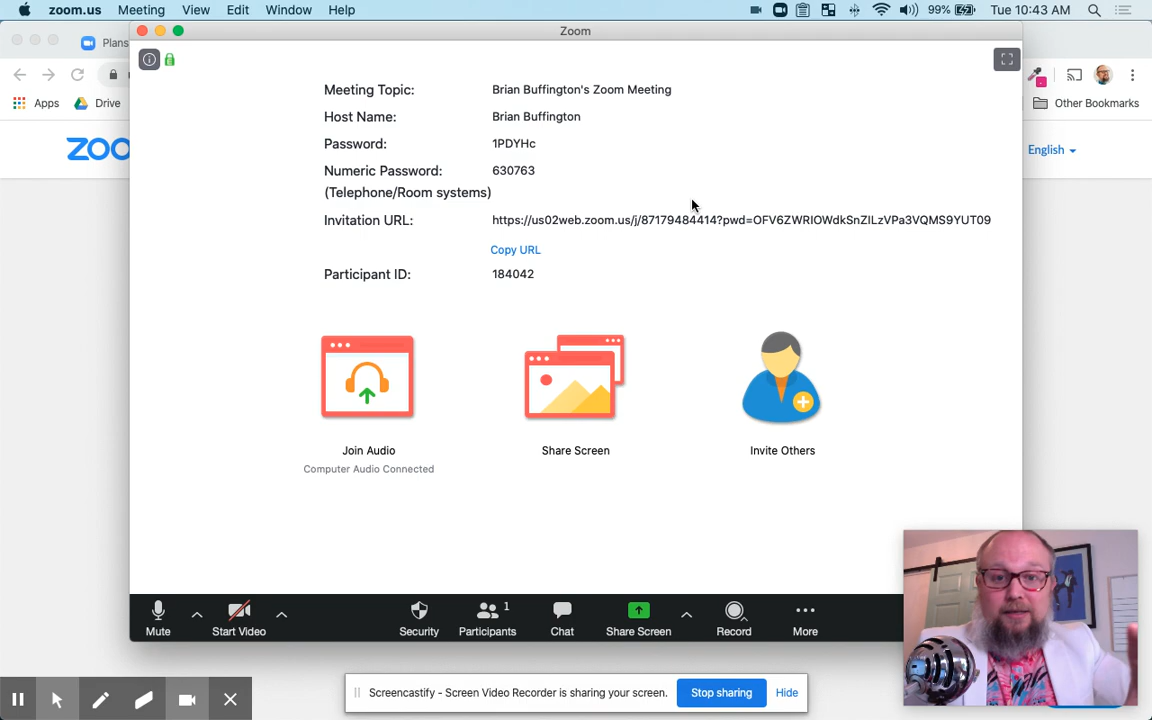 zoom.us Meeting View Edit Window Help 99% Tue 10:43 AM
Zoom
Plans
Apps Drive Other Bookmarks
ZOO English
Meeting Topic: Brian Buffington's Zoom Meeting
Host Name: Brian Buffington
Password: 1PDYHc
Numeric Password: 630763
(Telephone/Room systems)
Invitation URL: https://us02web.zoom.us/j/87179484414?pwd=OFV6ZWRlOWdkSnZlLzVPa3VQMS9YUT09
Copy URL
Participant ID: 184042
Join Audio Share Screen Invite Others
Computer Audio Connected
1
Mute Start Video Security Participants Chat Share Screen Record More
Screencastify - Screen Video Recorder is sharing your screen. Stop sharing Hide